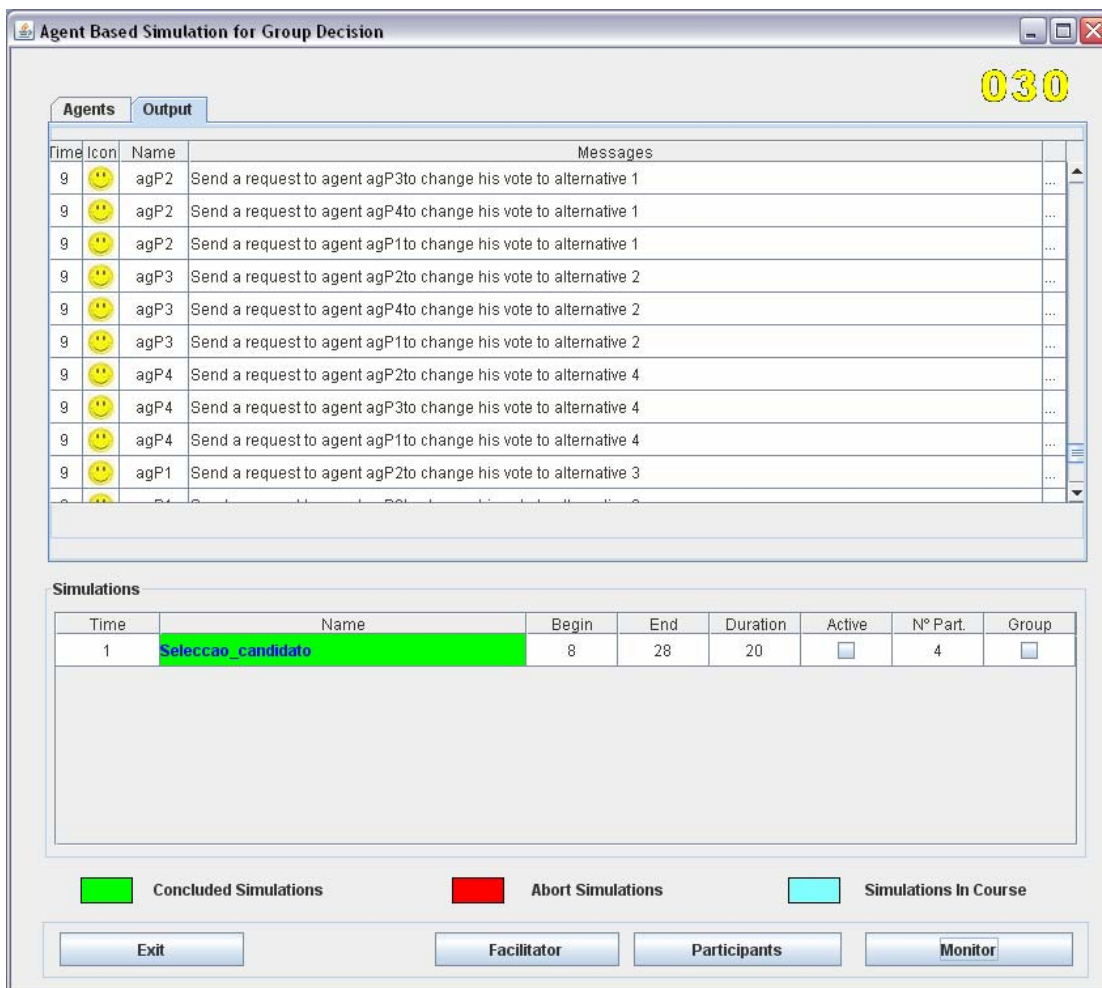 Agent Based Simulation for Group Decision
030
Agents Output
Time Icon Name Messages
9 agP2 Send a request to agent agP3to change his vote to alternative 1 ...
9 agP2 Send a request to agent agP4to change his vote to alternative 1 ...
9 agP2 Send a request to agent agP1to change his vote to alternative 1 ...
9 agP3 Send a request to agent agP2to change his vote to alternative 2 ...
9 agP3 Send a request to agent agP4to change his vote to alternative 2 ...
9 agP3 Send a request to agent agP1to change his vote to alternative 2 ...
9 agP4 Send a request to agent agP2to change his vote to alternative 4 ...
9 agP4 Send a request to agent agP3to change his vote to alternative 4 ...
9 agP4 Send a request to agent agP1to change his vote to alternative 4 ...
9 agP1 Send a request to agent agP2to change his vote to alternative 3 ...
Simulations
Time Name Begin End Duration Active Nº Part. Group
1 Seleccao_candidato 8 28 20 4
Concluded Simulations Abort Simulations Simulations In Course
Exit Facilitator Participants Monitor